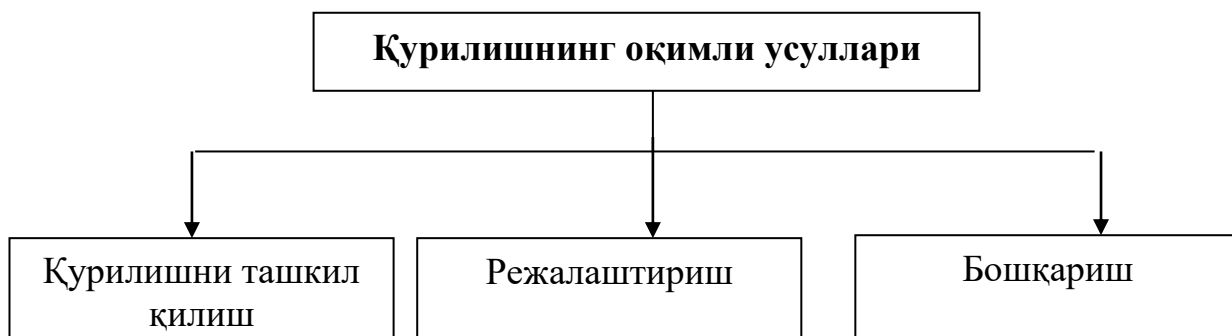 Қурилишнинг оқимли усуллари
Қурилишни ташкил
қилиш
Режалаштириш
Бошқариш